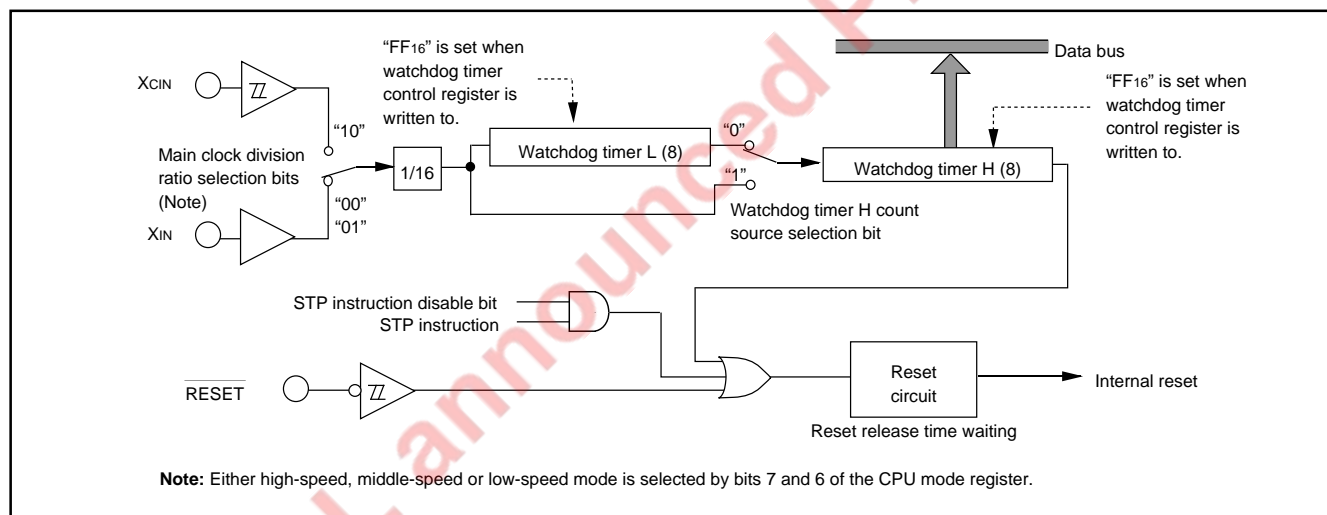 “FF16” is set when
watchdog timer
control register is
written to.
Data bus
“FF16” is set when
watchdog timer
control register is
written to.
XCIN
“10”
Main clock division
ratio selection bits
(Note)
“00”
“01”
XIN
1/16
Watchdog timer L (8)
“0”
“1”
Watchdog timer H count
source selection bit
Watchdog timer H (8)
STP instruction disable bit
STP instruction
RESET
Reset
circuit
Reset release time waiting
Internal reset
Note: Either high-speed, middle-speed or low-speed mode is selected by bits 7 and 6 of the CPU mode register.
announced